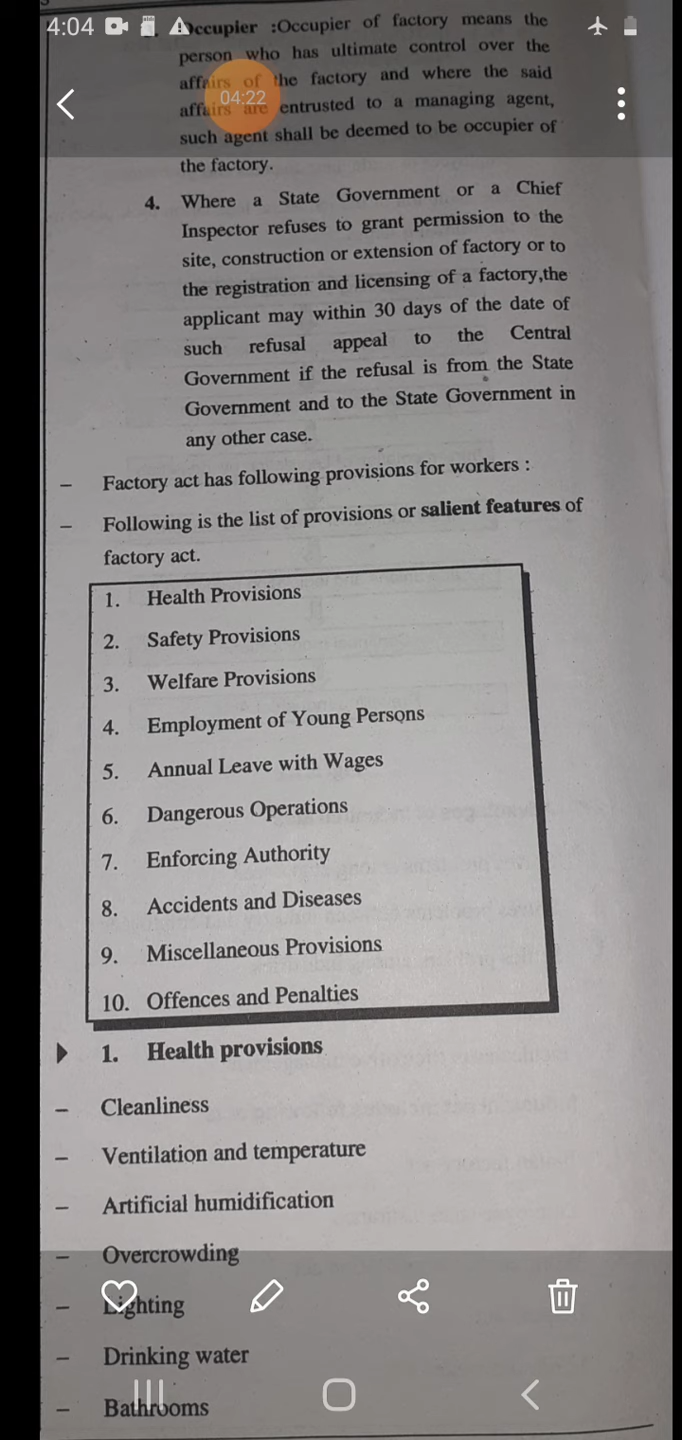 4:04
Occupier :Occupier of factory means the
person who has ultimate control over the
affairs of the factory and where the said
04:22
affairs are entrusted to a managing agent,
such agent shall be deemed to be occupier of
the factory.
4. Where a State Government or a Chief
Inspector refuses to grant permission to the
site, construction or extension of factory or to
the registration and licensing of a factory,the
applicant may within 30 days of the date of
such refusal appeal to the Central
Government if the refusal is from the State
Government and to the State Government in
any other case.
– Factory act has following provisions for workers :
– Following is the list of provisions or salient features of
factory act.
1. Health Provisions
2. Safety Provisions
3. Welfare Provisions
4. Employment of Young Persons
5. Annual Leave with Wages
6. Dangerous Operations
7. Enforcing Authority
8. Accidents and Diseases
9. Miscellaneous Provisions
10. Offences and Penalties
1. Health provisions
– Cleanliness
– Ventilation and temperature
– Artificial humidification
– Overcrowding
– Lighting
– Drinking water
– Bathrooms